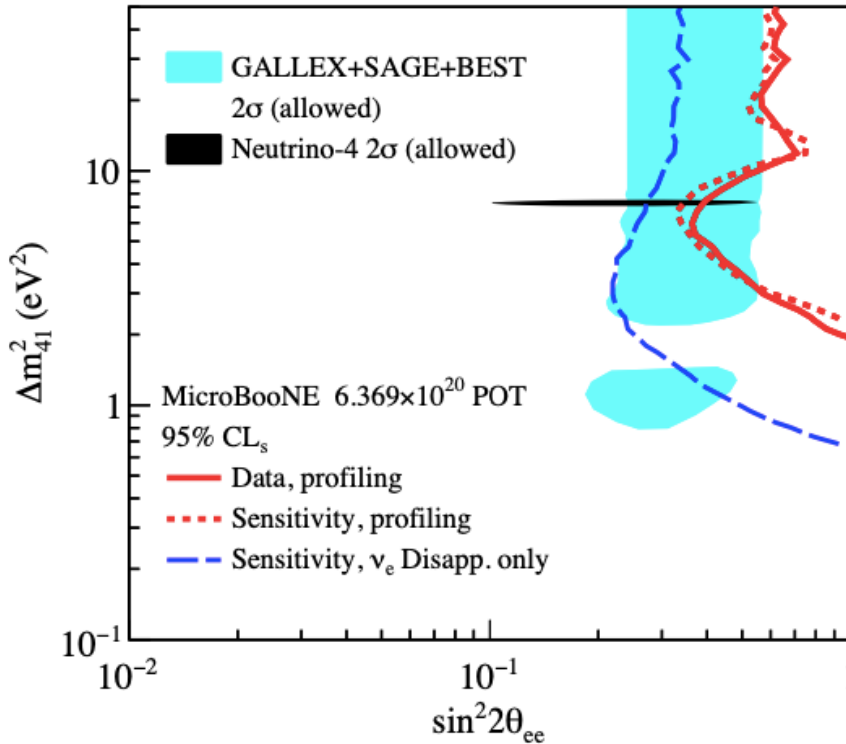 GALLEX+SAGE+BEST
2σ (allowed)
Neutrino-4 2σ (allowed)
10
Δm²₄₁ (eV²)
1
MicroBooNE 6.369×10²⁰ POT
95% CLₛ
Data, profiling
Sensitivity, profiling
Sensitivity, νₑ Disapp. only
10⁻¹
10⁻² 10⁻¹
sin²2θₑₑ